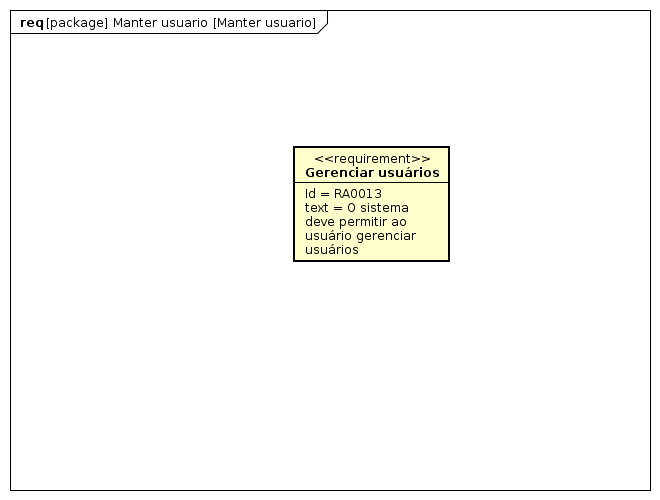 req [package] Manter usuario [Manter usuario]
<<requirement>>
Gerenciar usuários
Id = RA0013
text = O sistema
deve permitir ao
usuário gerenciar
usuários